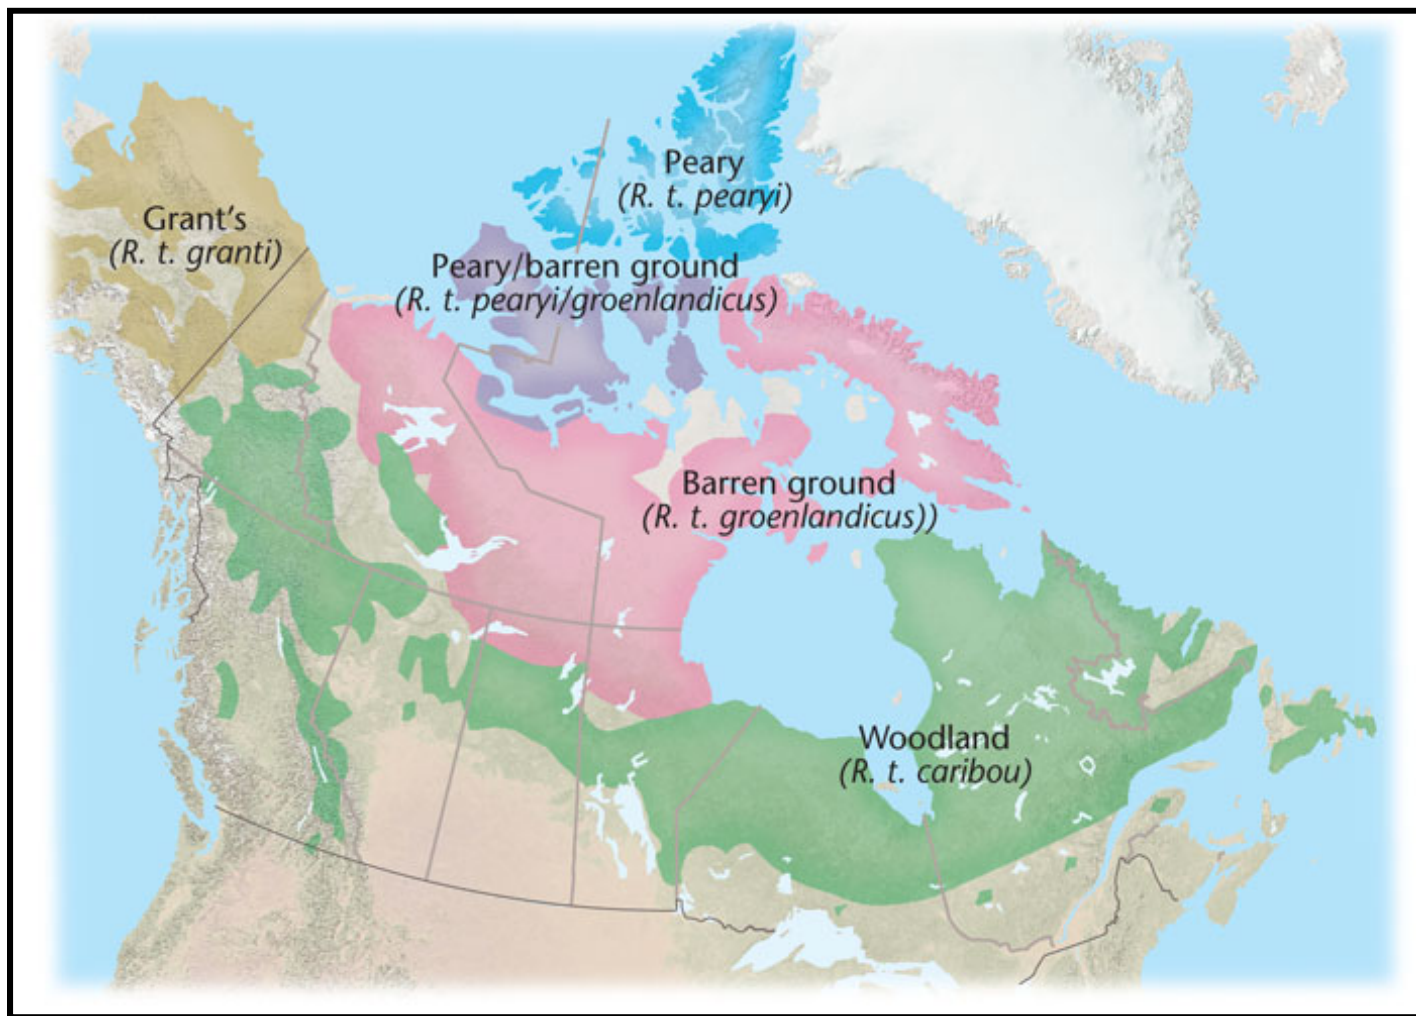 Peary
(R. t. pearyi)
Grant's
(R. t. granti)
Peary/barren ground
(R. t. pearyi/groenlandicus)
Barren ground
(R. t. groenlandicus))
Woodland
(R. t. caribou)